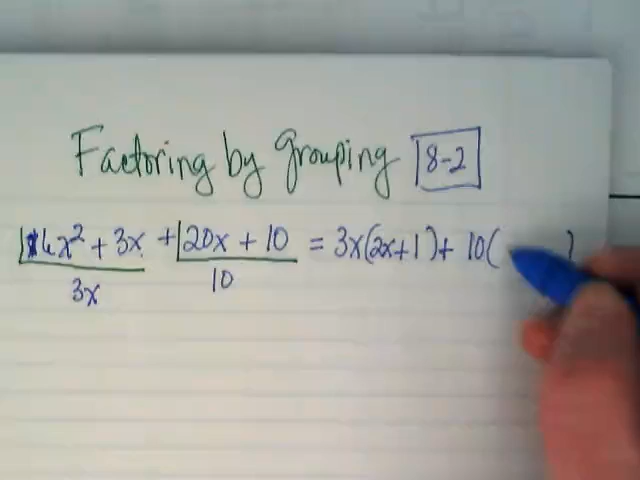 Factoring by grouping 8-2
6x² + 3x + 20x + 10 = 3x(2x+1) + 10( )
3x 10